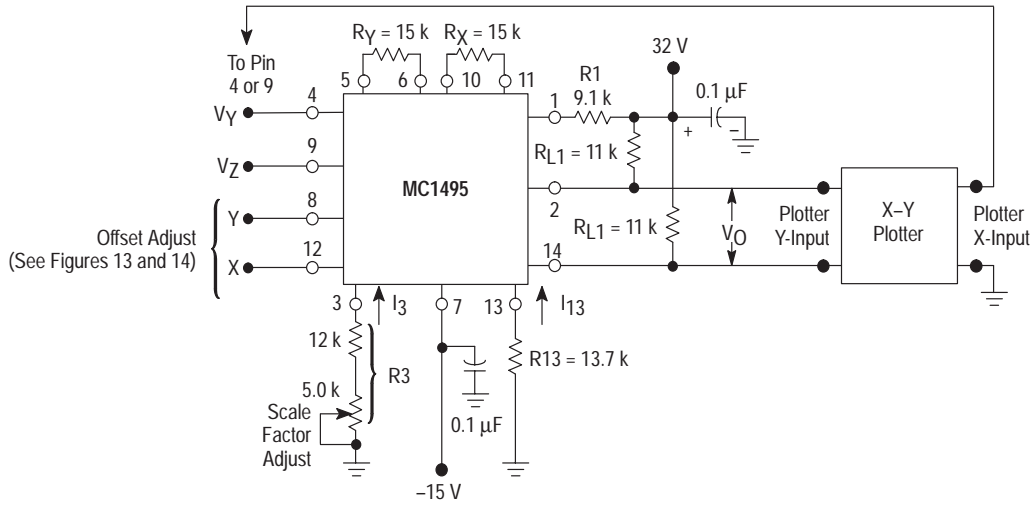 To Pin
4 or 9
RY = 15 k
RX = 15 k
5
6
10
11
32 V
R1
9.1 k
0.1 µF
+
–
VY
4
1
VZ
9
RL1 = 11 k
MC1495
2
Y
8
Offset Adjust
(See Figures 13 and 14)
X
12
RL1 = 11 k
14
VO
Plotter
Y-Input
X–Y
Plotter
Plotter
X-Input
3
I3
7
13
I13
12 k
R3
5.0 k
Scale
Factor
Adjust
0.1 µF
R13 = 13.7 k
–15 V